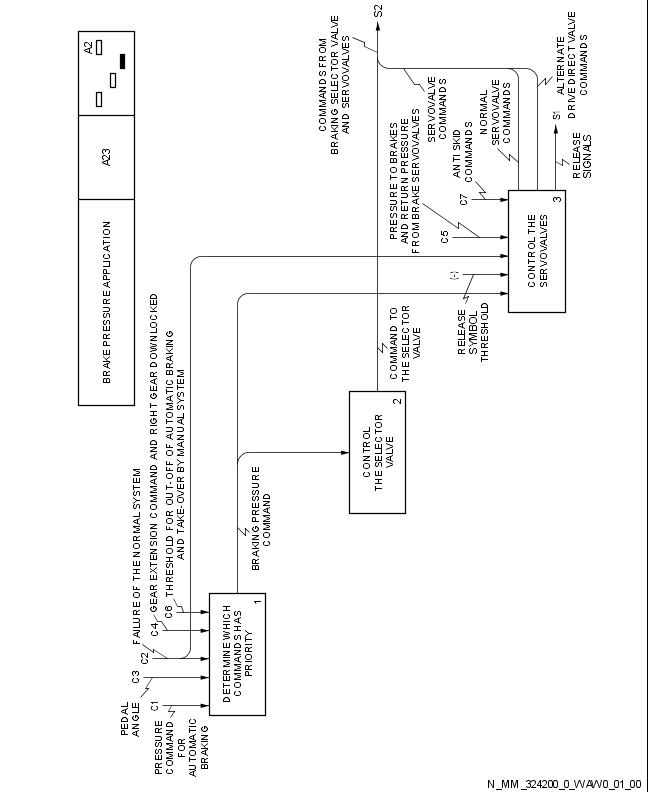 BRAKE PRESSURE APPLICATION
A23
A2
C1
PRESSURE
COMMAND
FOR
AUTOMATIC
BRAKING
C3
PEDAL
ANGLE
C2
FAILURE OF THE NORMAL SYSTEM
C4
GEAR EXTENSION COMMAND AND RIGHT GEAR DOWNLOCKED
C6
THRESHOLD FOR OUT-OFF OF AUTOMATIC BRAKING
AND TAKE-OVER BY MANUAL SYSTEM
DETERMINE WHICH
COMMANDS HAS
PRIORITY
1
BRAKING PRESSURE
COMMAND
CONTROL
THE SELECTOR
VALVE
2
COMMAND TO
THE SELECTOR
VALVE
RELEASE
SYMBOL
THRESHOLD
(-)
C5
PRESSURE TO BRAKES
AND RETURN PRESSURE
FROM BRAKE SERVOVALVES
C7
ANTI SKID
COMMANDS
CONTROL THE
SERVOVALVES
3
COMMANDS FROM
BRAKING SELECTOR VALVE
AND SERVOVALVES
S2
SERVOVALVE
COMMANDS
NORMAL
SERVOVALVE
COMMANDS
ALTERNATE
DRIVE DIRECT VALVE
COMMANDS
S1
RELEASE
SIGNALS
N_MM_324200_0_WAW0_01_00